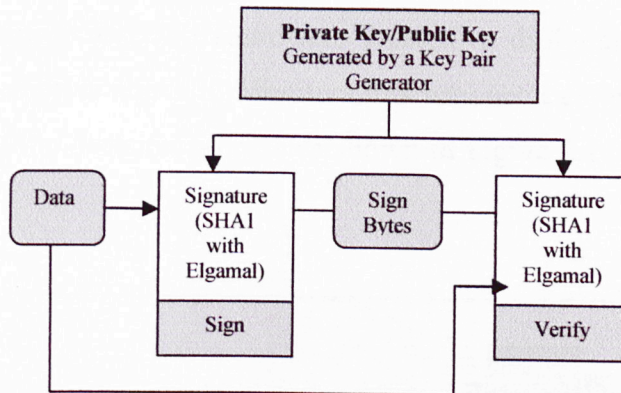 Private Key/Public Key
Generated by a Key Pair
Generator
Data
Signature
(SHA1
with
Elgamal)
Sign
Sign
Bytes
Signature
(SHA1
with
Elgamal)
Verify